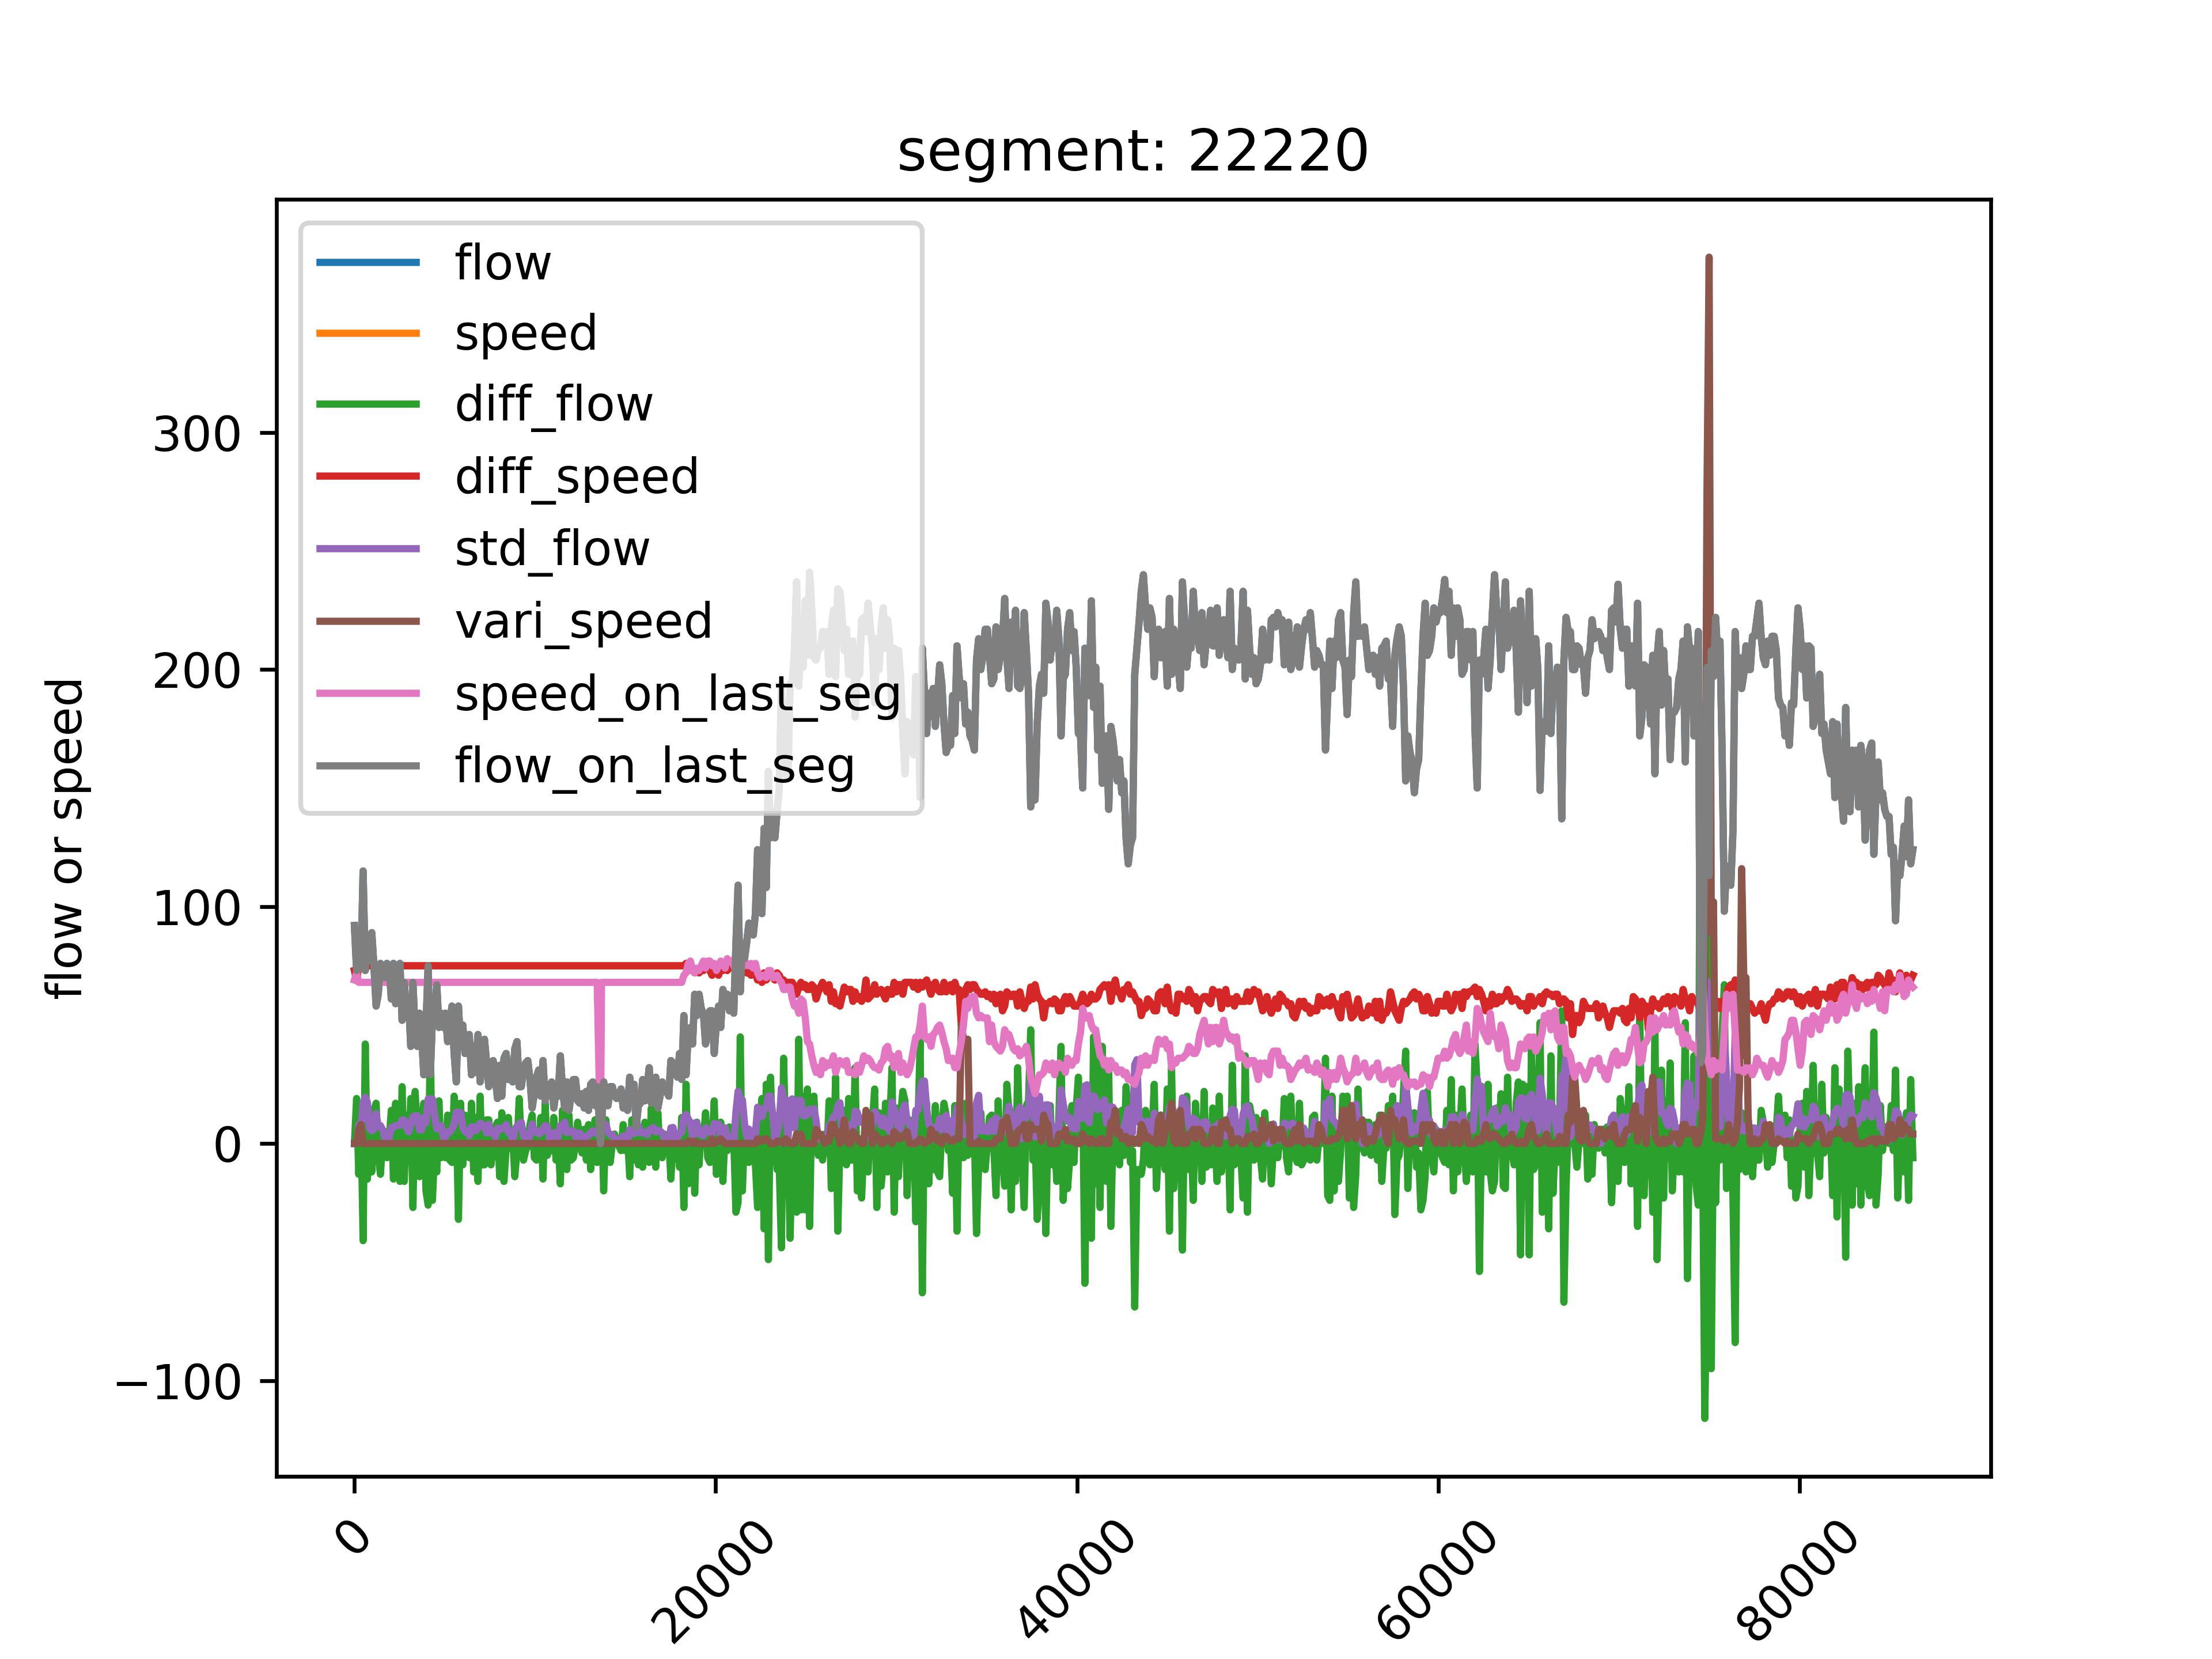 segment: 22220
flow
speed
diff_flow
diff_speed
std_flow
vari_speed
speed_on_last_seg
flow_on_last_seg
flow or speed
300
200
100
0
−100
0
20000
40000
60000
80000